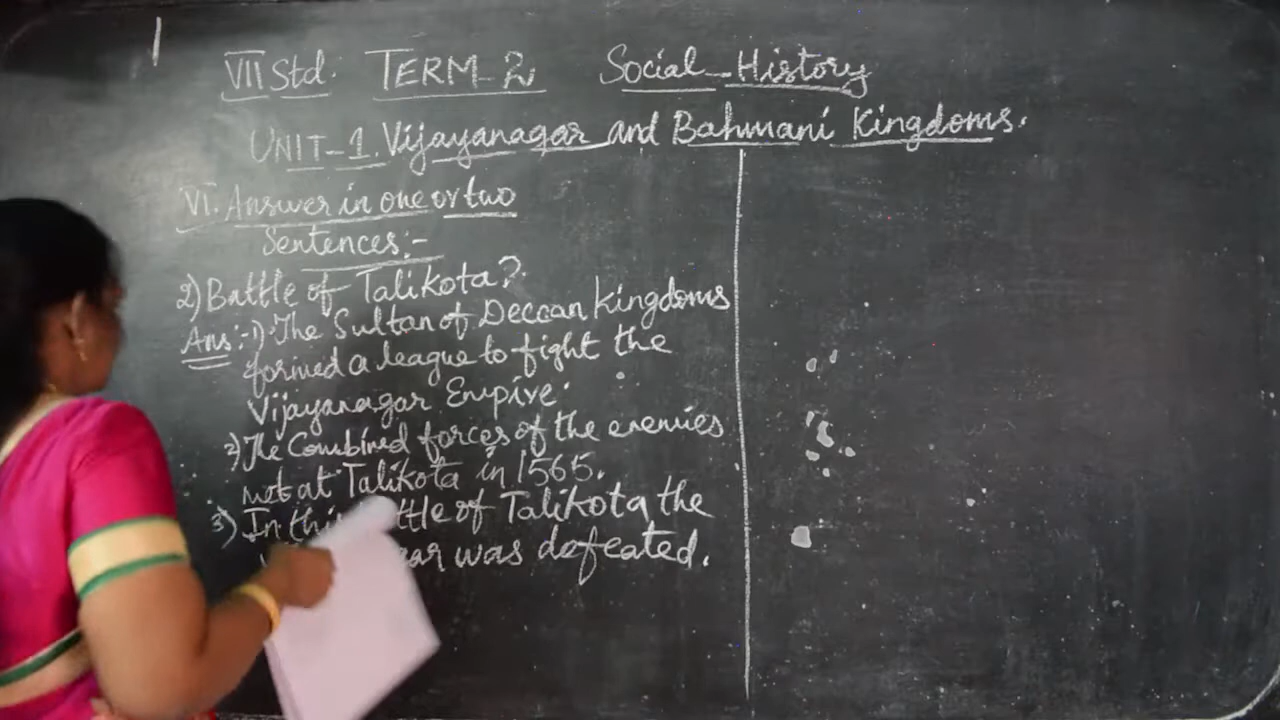 VII Std. TERM-2 Social-History
UNIT-1. Vijayanagar and Bahmani Kingdoms.
VI. Answer in one or two
Sentences:-
2) Battle of Talikota?
Ans:-1) The Sultan of Deccan Kingdoms
formed a league to fight the
Vijayanagar Empire.
2) The Combined forces of the enemies
met at Talikota in 1565.
3) In this ttle of Talikota the
ar was defeated.